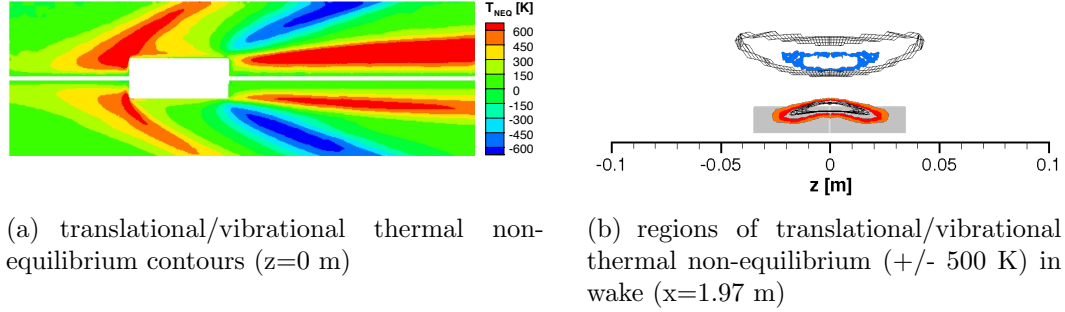 T_NEQ [K]
600
450
300
150
0
-150
-300
-450
-600
-0.1
-0.05
0
0.05
0.1
z [m]
(a) translational/vibrational thermal non-
equilibrium contours (z=0 m)
(b) regions of translational/vibrational
thermal non-equilibrium (+/- 500 K) in
wake (x=1.97 m)